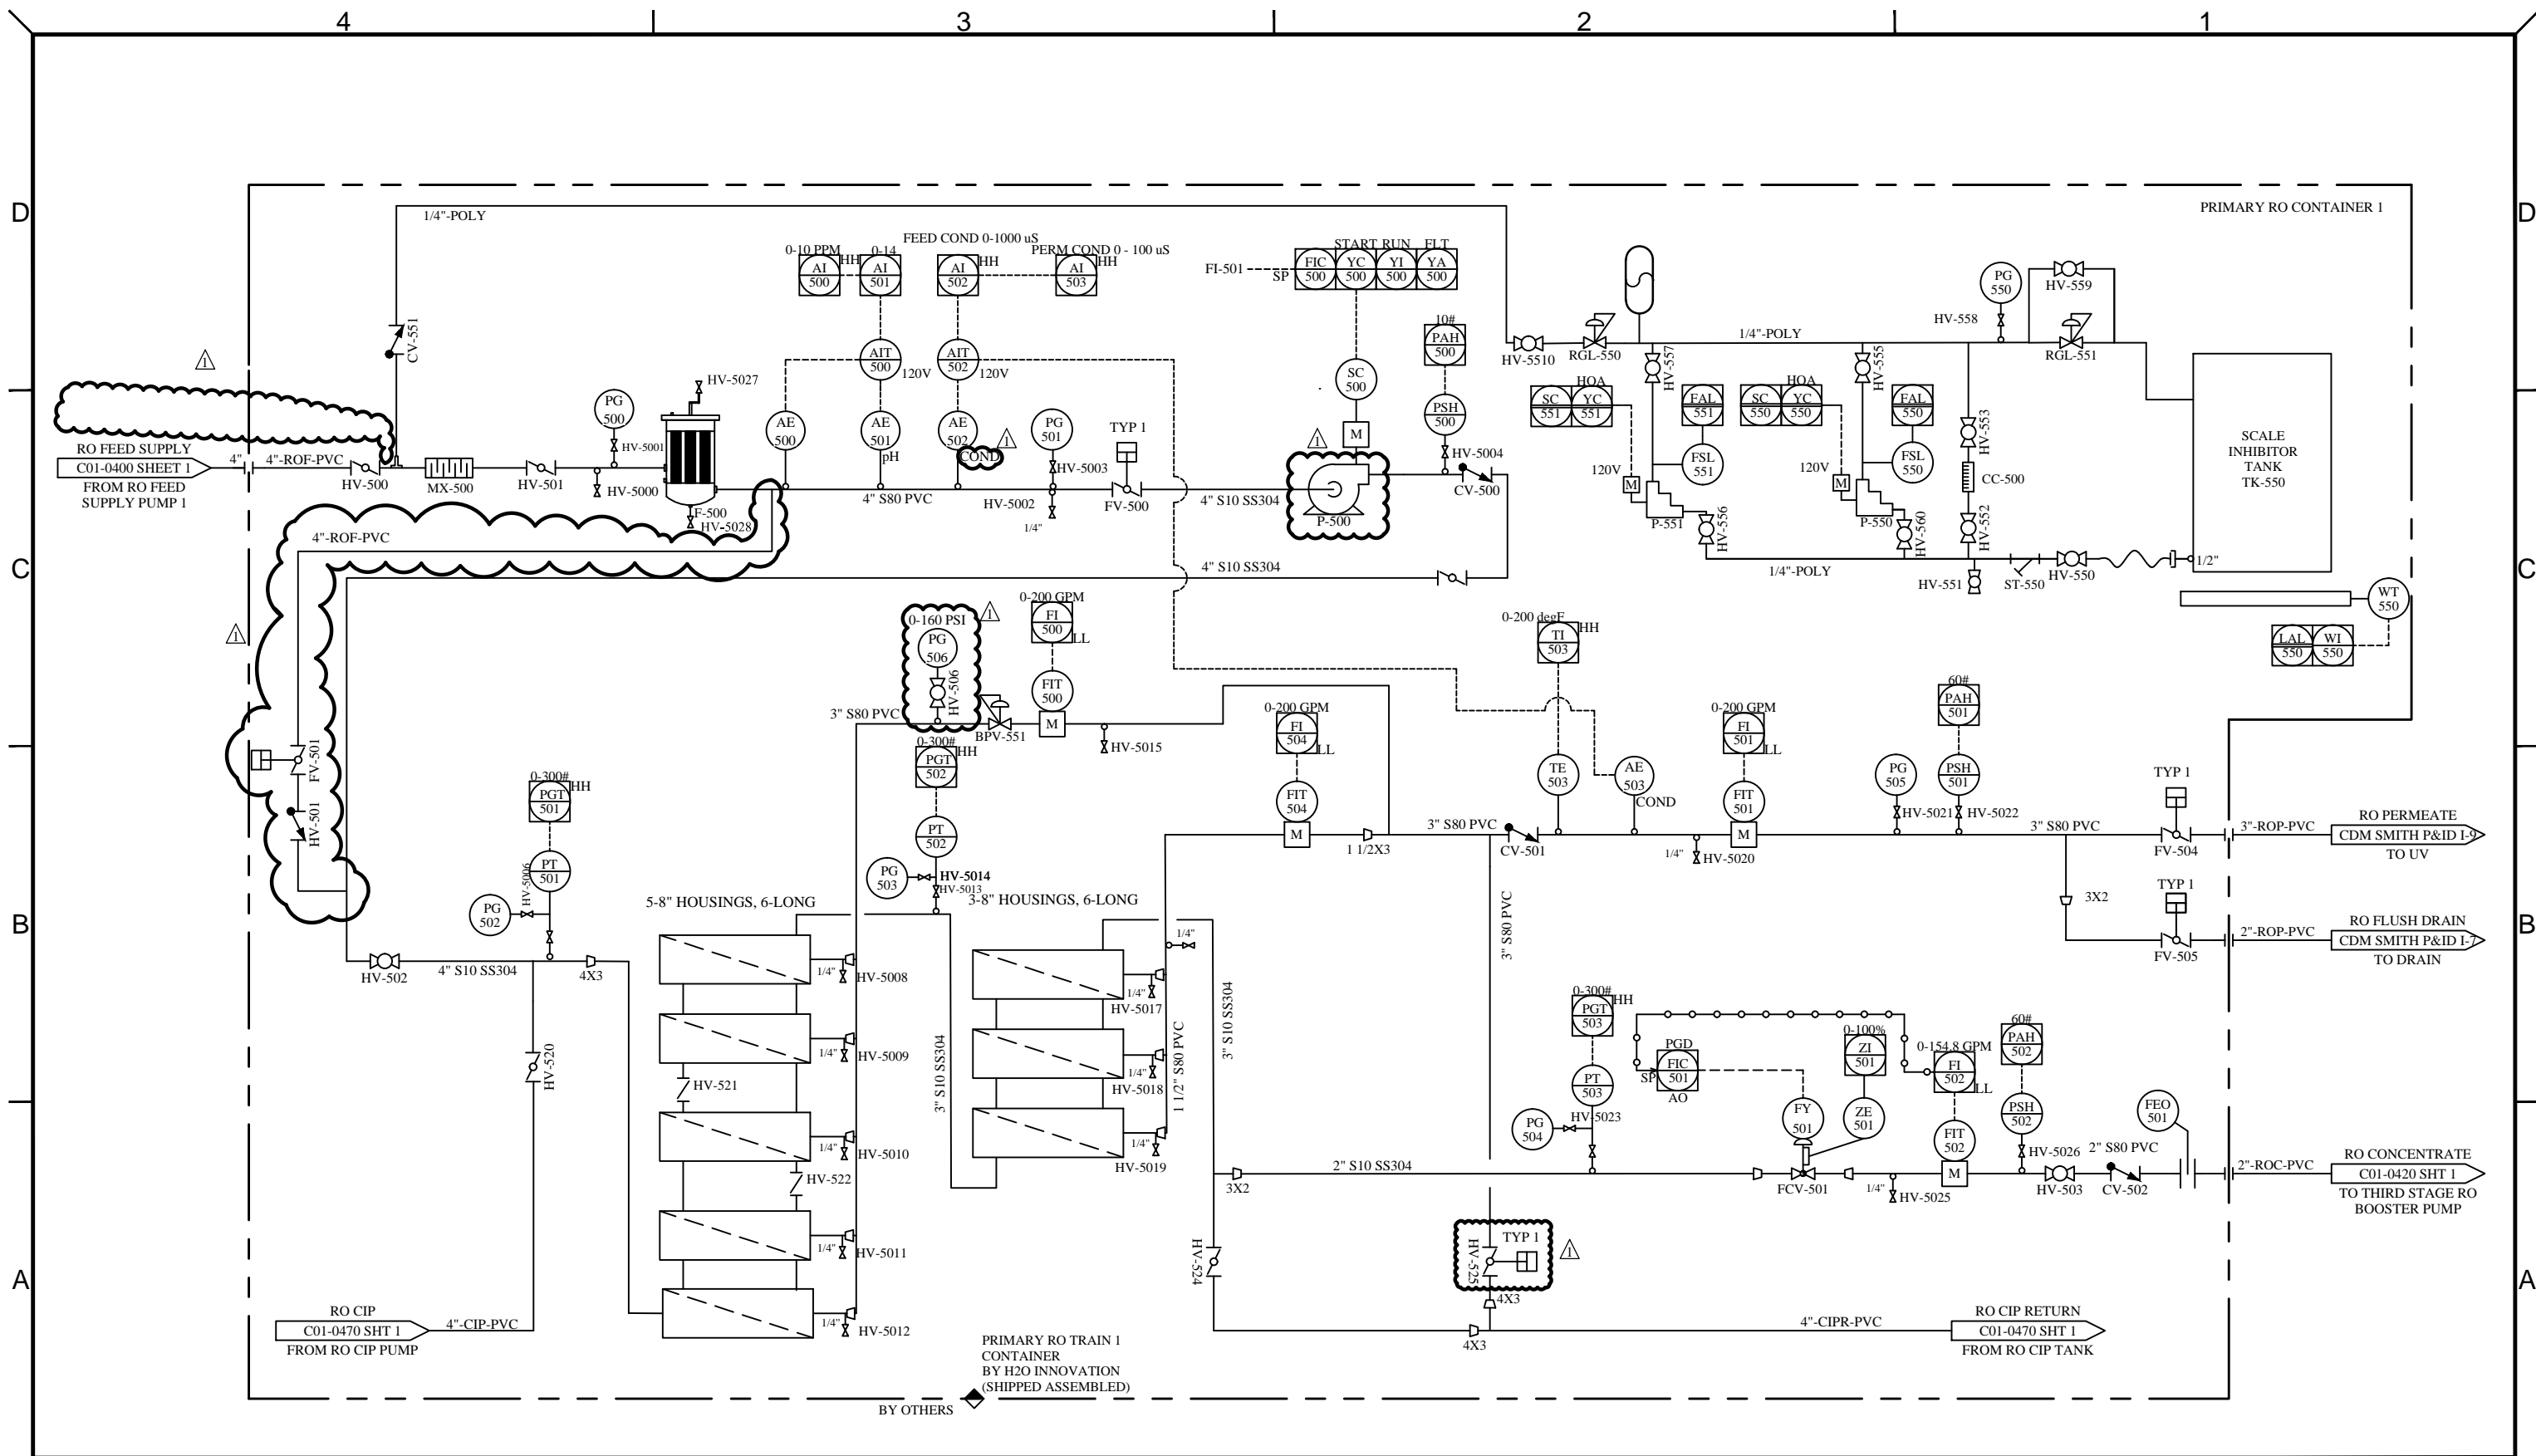 4
3
2
1
D
D
C
C
B
B
A
A
1/4"-POLY
PRIMARY RO CONTAINER 1
CV-551
1
RO FEED SUPPLY
C01-0400 SHEET 1
FROM RO FEED
SUPPLY PUMP 1
4"
4"-ROF-PVC
HV-500
MX-500
HV-501
HV-5000
PG
500
HV-5001
HV-5027
F-500
HV-5028
0-10 PPM
AI
500
HH
0-14
AI
501
FEED COND 0-1000 uS
AI
502
HH
PERM COND 0 - 100 uS
AI
503
HH
AIT
500
120V
AIT
502
120V
AE
500
AE
501
pH
AE
502
COND
1
4" S80 PVC
PG
501
HV-5003
HV-5002
1/4"
TYP 1
FV-500
4" S10 SS304
FI-501
SP
START
RUN
FLT
FIC
500
YC
500
YI
500
YA
500
SC
500
M
1
P-500
10#
PAH
500
PSH
500
HV-5004
CV-500
HV-5510
RGL-550
1/4"-POLY
HV-558
PG
550
HV-559
RGL-551
HV-557
HV-555
HOA
SC
551
YC
551
FAL
551
FSL
551
120V
M
P-551
HV-556
HOA
SC
550
YC
550
FAL
550
FSL
550
120V
M
P-550
HV-560
HV-553
CC-500
HV-552
SCALE
INHIBITOR
TANK
TK-550
1/4"-POLY
HV-551
ST-550
HV-550
1/2"
WT
550
LAL
550
WI
550
4"-ROF-PVC
4" S10 SS304
1
FV-501
HV-501
0-160 PSI
1
PG
506
HV-506
3" S80 PVC
BPV-551
0-200 GPM
FI
500
LL
FIT
500
M
HV-5015
0-300#
PGT
502
HH
PT
502
PG
503
HV-5014
HV-5013
0-300#
PGT
501
HH
PT
501
HV-5006
PG
502
HV-502
4" S10 SS304
4X3
HV-520
5-8" HOUSINGS, 6-LONG
3-8" HOUSINGS, 6-LONG
1/4"
HV-5008
1/4"
HV-5009
HV-521
1/4"
HV-5010
HV-522
1/4"
HV-5011
1/4"
HV-5012
3" S10 SS304
1/4"
1/4"
HV-5017
1/4"
HV-5018
1/4"
HV-5019
1 1/2" S80 PVC
3" S10 SS304
0-200 GPM
FI
504
LL
FIT
504
M
1 1/2X3
3" S80 PVC
CV-501
3" S80 PVC
0-200 degF
TI
503
HH
TE
503
AE
503
COND
1/4"
HV-5020
0-200 GPM
FI
501
LL
FIT
501
M
PG
505
HV-5021
60#
PAH
501
PSH
501
HV-5022
3" S80 PVC
TYP 1
FV-504
3"-ROP-PVC
RO PERMEATE
CDM SMITH P&ID I-9
TO UV
3X2
TYP 1
FV-505
2"-ROP-PVC
RO FLUSH DRAIN
CDM SMITH P&ID I-7
TO DRAIN
0-300#
PGT
503
HH
PT
503
HV-5023
PG
504
PGD
FIC
501
SP
AO
0-100%
ZI
501
FY
501
ZE
501
0-154.8 GPM
FI
502
LL
FIT
502
M
60#
PAH
502
PSH
502
HV-5026
FEO
501
3X2
2" S10 SS304
FCV-501
1/4"
HV-5025
HV-503
CV-502
2" S80 PVC
2"-ROC-PVC
RO CONCENTRATE
C01-0420 SHT 1
TO THIRD STAGE RO
BOOSTER PUMP
HV-524
HV-525
TYP 1
1
4X3
4X3
4"-CIPR-PVC
RO CIP RETURN
C01-0470 SHT 1
FROM RO CIP TANK
RO CIP
C01-0470 SHT 1
FROM RO CIP PUMP
4"-CIP-PVC
PRIMARY RO TRAIN 1
CONTAINER
BY H2O INNOVATION
(SHIPPED ASSEMBLED)
BY OTHERS